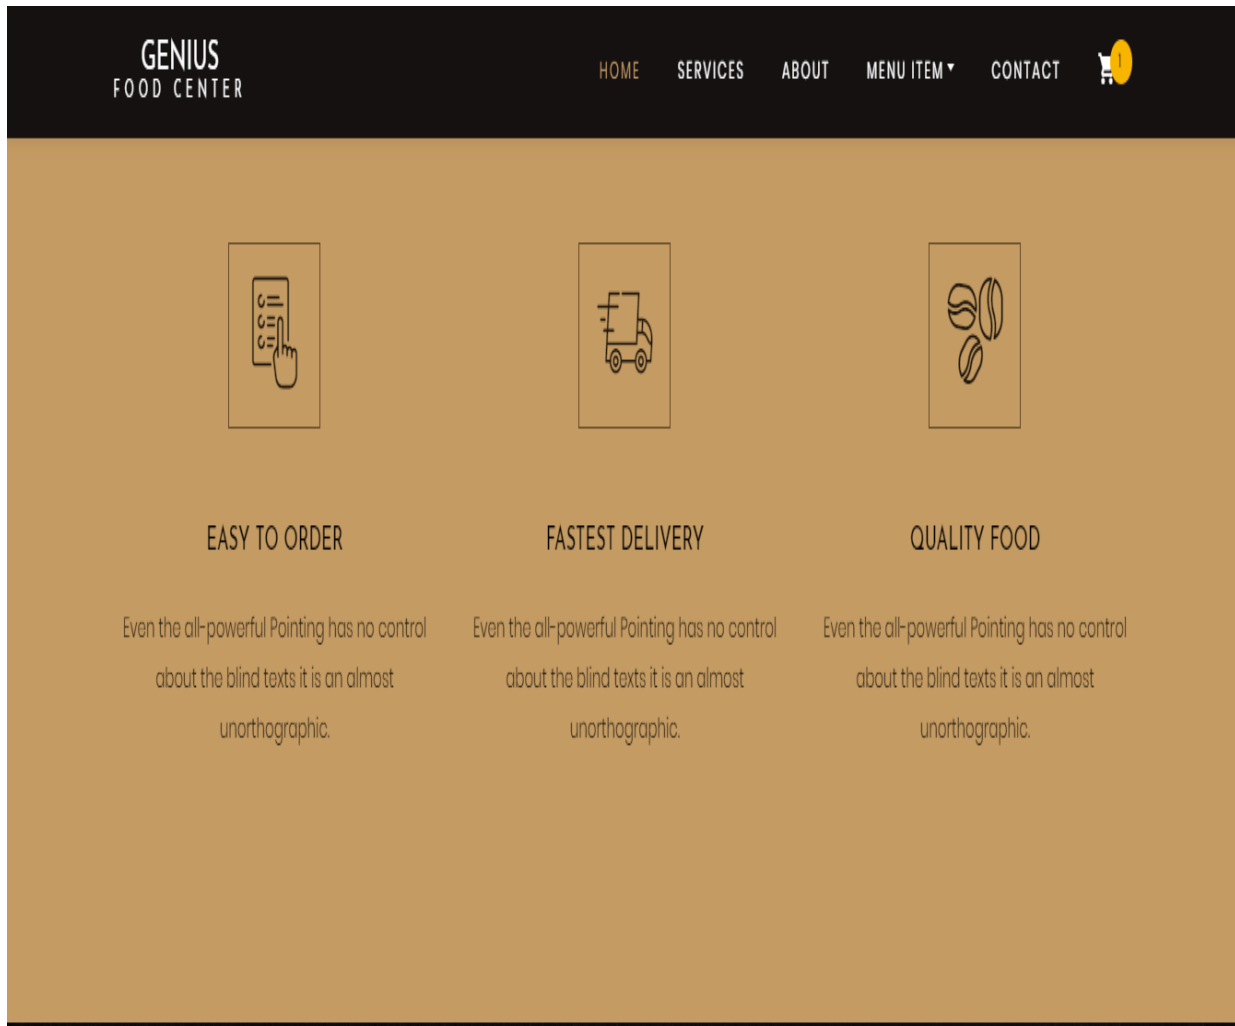 GENIUS
FOOD CENTER
HOME SERVICES ABOUT MENU ITEM CONTACT 1
EASY TO ORDER
Even the all-powerful Pointing has no control
about the blind texts it is an almost
unorthographic.
FASTEST DELIVERY
Even the all-powerful Pointing has no control
about the blind texts it is an almost
unorthographic.
QUALITY FOOD
Even the all-powerful Pointing has no control
about the blind texts it is an almost
unorthographic.